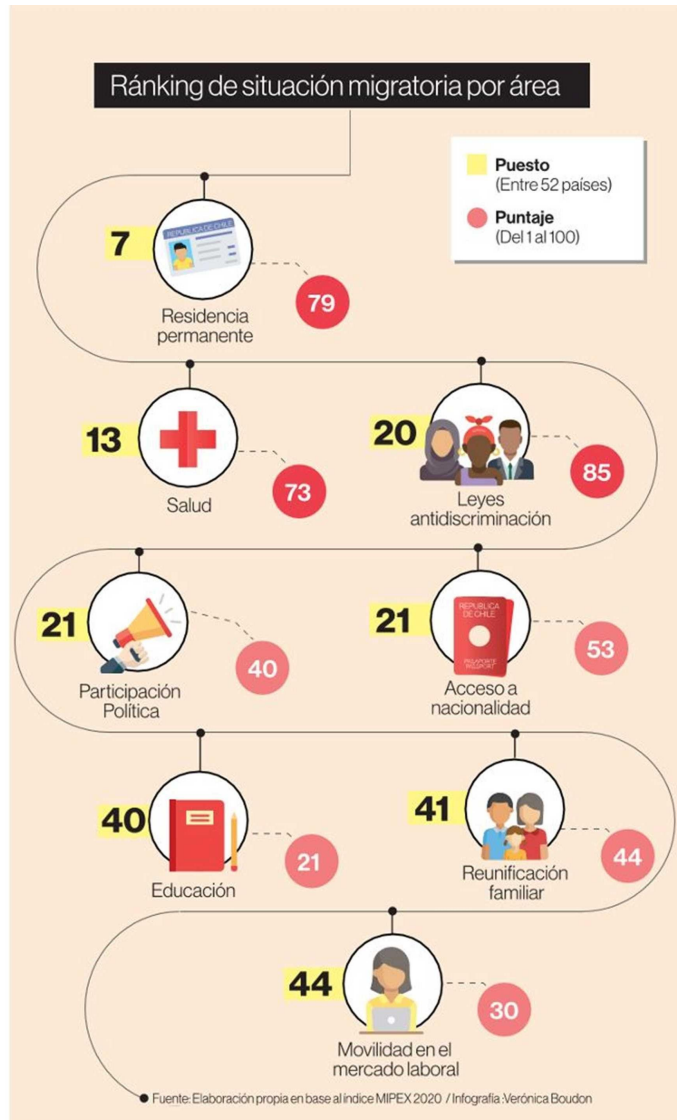 Ránking de situación migratoria por área
Puesto
(Entre 52 países)
Puntaje
(Del 1 al 100)
7
REPUBLICA DE CHILE
79
Residencia
permanente
13
73
Salud
20
85
Leyes
antidiscriminación
21
40
Participación
Política
21
REPUBLICA
DE CHILE
PASAPORTE
PASSPORT
53
Acceso a
nacionalidad
40
21
Educación
41
44
Reunificación
familiar
44
30
Movilidad en el
mercado laboral
Fuente: Elaboración propia en base al índice MIPEX 2020 / Infografía :Verónica Boudon